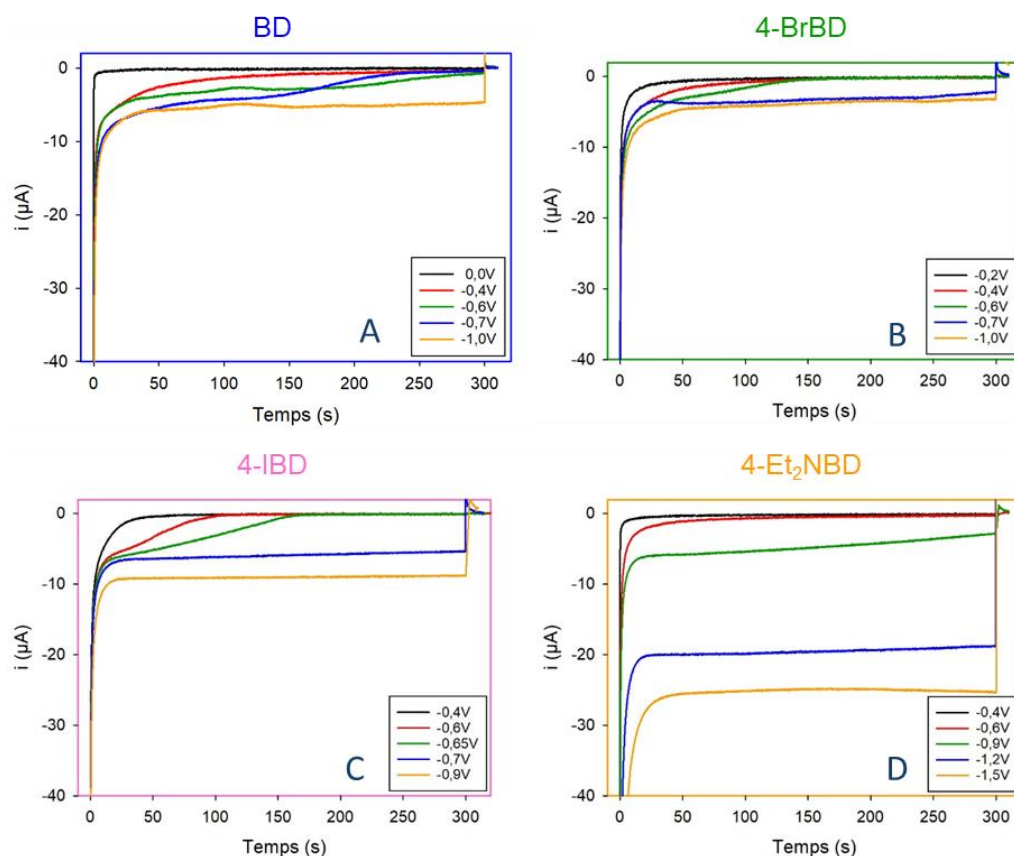 BD
0
-10
-20
-30
-40
i (µA)
0 50 100 150 200 250 300
Temps (s)
0,0V
-0,4V
-0,6V
-0,7V
-1,0V
A
4-BrBD
0
-10
-20
-30
-40
i (µA)
0 50 100 150 200 250 300
Temps (s)
-0,2V
-0,4V
-0,6V
-0,7V
-1,0V
B
4-IBD
0
-10
-20
-30
-40
i (µA)
0 50 100 150 200 250 300
Temps (s)
-0,4V
-0,6V
-0,65V
-0,7V
-0,9V
C
4-Et₂NBD
0
-10
-20
-30
-40
i (µA)
0 50 100 150 200 250 300
Temps (s)
-0,4V
-0,6V
-0,9V
-1,2V
-1,5V
D